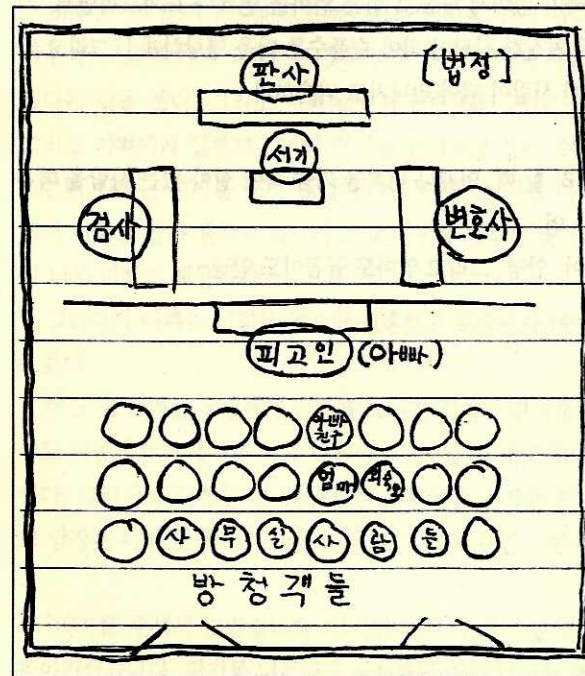 [법정]
판사
서기
검사
변호사
피고인 (아빠)
아빠 친구
엄마 외숙모
사무실사람들
방청객들